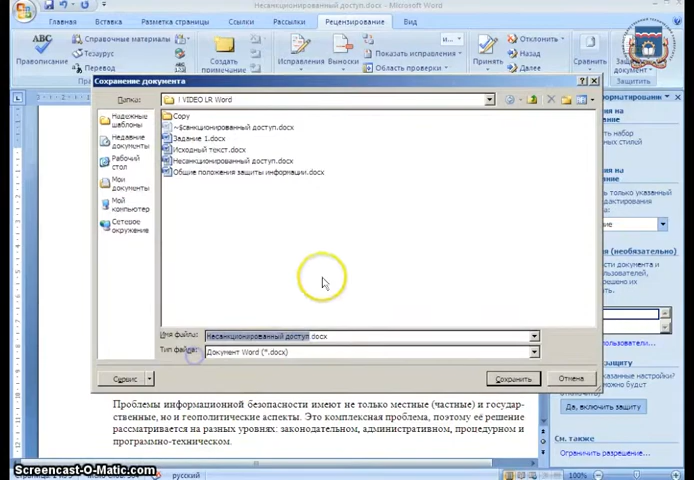 Несанкционированный доступ.docx - Microsoft Word
Главная Вставка Разметка страницы Ссылки Рассылки Рецензирование Вид
ABC
Правописание
Справочные материалы
Тезаурус
Перевод
Создать примечание
Исправления
Выноски
и...
Показать исправления
Область проверки
Принять
Отклонить
Назад
Далее
Сравнить
Защитить документ
Защитить
Сохранение документа
Папка: ! VIDEO LR Word
Надежные шаблоны
Недавние документы
Рабочий стол
Мои документы
Мой компьютер
Сетевое окружение
Copy
~$санкционированный доступ.docx
Задание 1.docx
Исходный текст.docx
Несанкционированный доступ.docx
Общие положения защиты информации.docx
Имя файла: Несанкционированный доступ.docx
Тип файла: Документ Word (*.docx)
Сервис Сохранить Отмена
Да, включить защиту
См. также
Ограничить разрешение...
Проблемы информационной безопасности имеют не только местные (частные) и государ-
ственные, но и геополитические аспекты. Это комплексная проблема, поэтому её решение
рассматривается на разных уровнях: законодательном, административном, процедурном и
программно-техническом.
Screencast-O-Matic.com
русский
100%